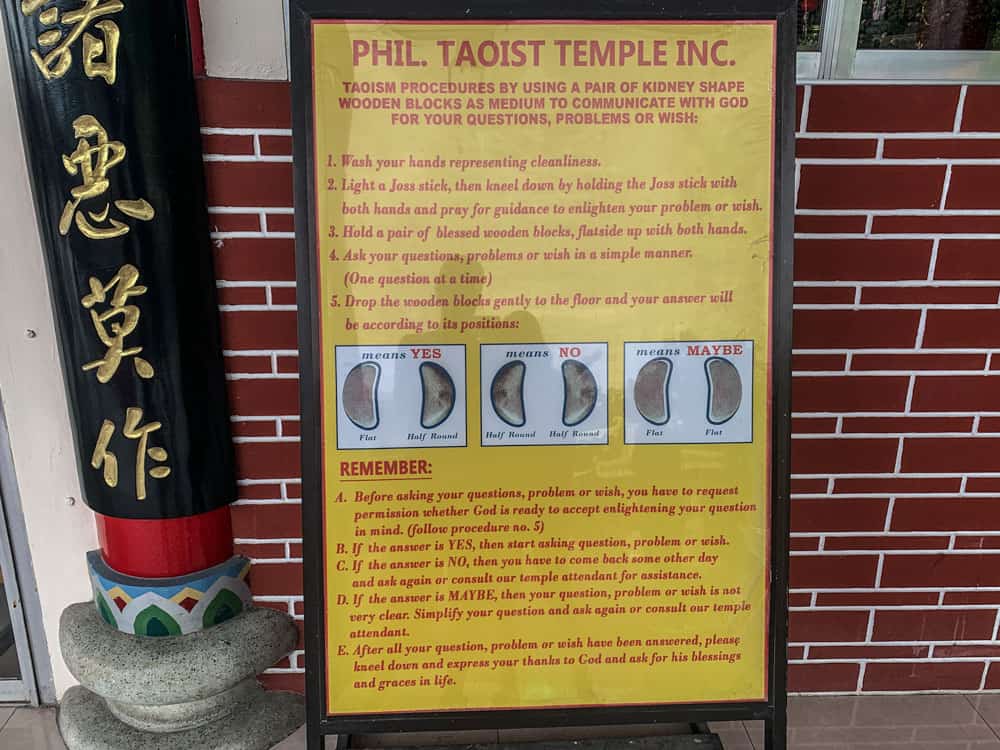 諸
惡
莫
作
PHIL. TAOIST TEMPLE INC.
TAOISM PROCEDURES BY USING A PAIR OF KIDNEY SHAPE
WOODEN BLOCKS AS MEDIUM TO COMMUNICATE WITH GOD
FOR YOUR QUESTIONS, PROBLEMS OR WISH:
1. Wash your hands representing cleanliness.
2. Light a Joss stick, then kneel down by holding the Joss stick with
both hands and pray for guidance to enlighten your problem or wish.
3. Hold a pair of blessed wooden blocks, flatside up with both hands.
4. Ask your questions, problems or wish in a simple manner.
(One question at a time)
5. Drop the wooden blocks gently to the floor and your answer will
be according to its positions:
means YES
Flat Half Round
means NO
Half Round Half Round
means MAYBE
Flat Flat
REMEMBER:
A. Before asking your questions, problem or wish, you have to request
permission whether God is ready to accept enlightening your question
in mind. (follow procedure no. 5)
B. If the answer is YES, then start asking question, problem or wish.
C. If the answer is NO, then you have to come back some other day
and ask again or consult our temple attendant for assistance.
D. If the answer is MAYBE, then your question, problem or wish is not
very clear. Simplify your question and ask again or consult our temple
attendant.
E. After all your question, problem or wish have been answered, please
kneel down and express your thanks to God and ask for his blessings
and graces in life.